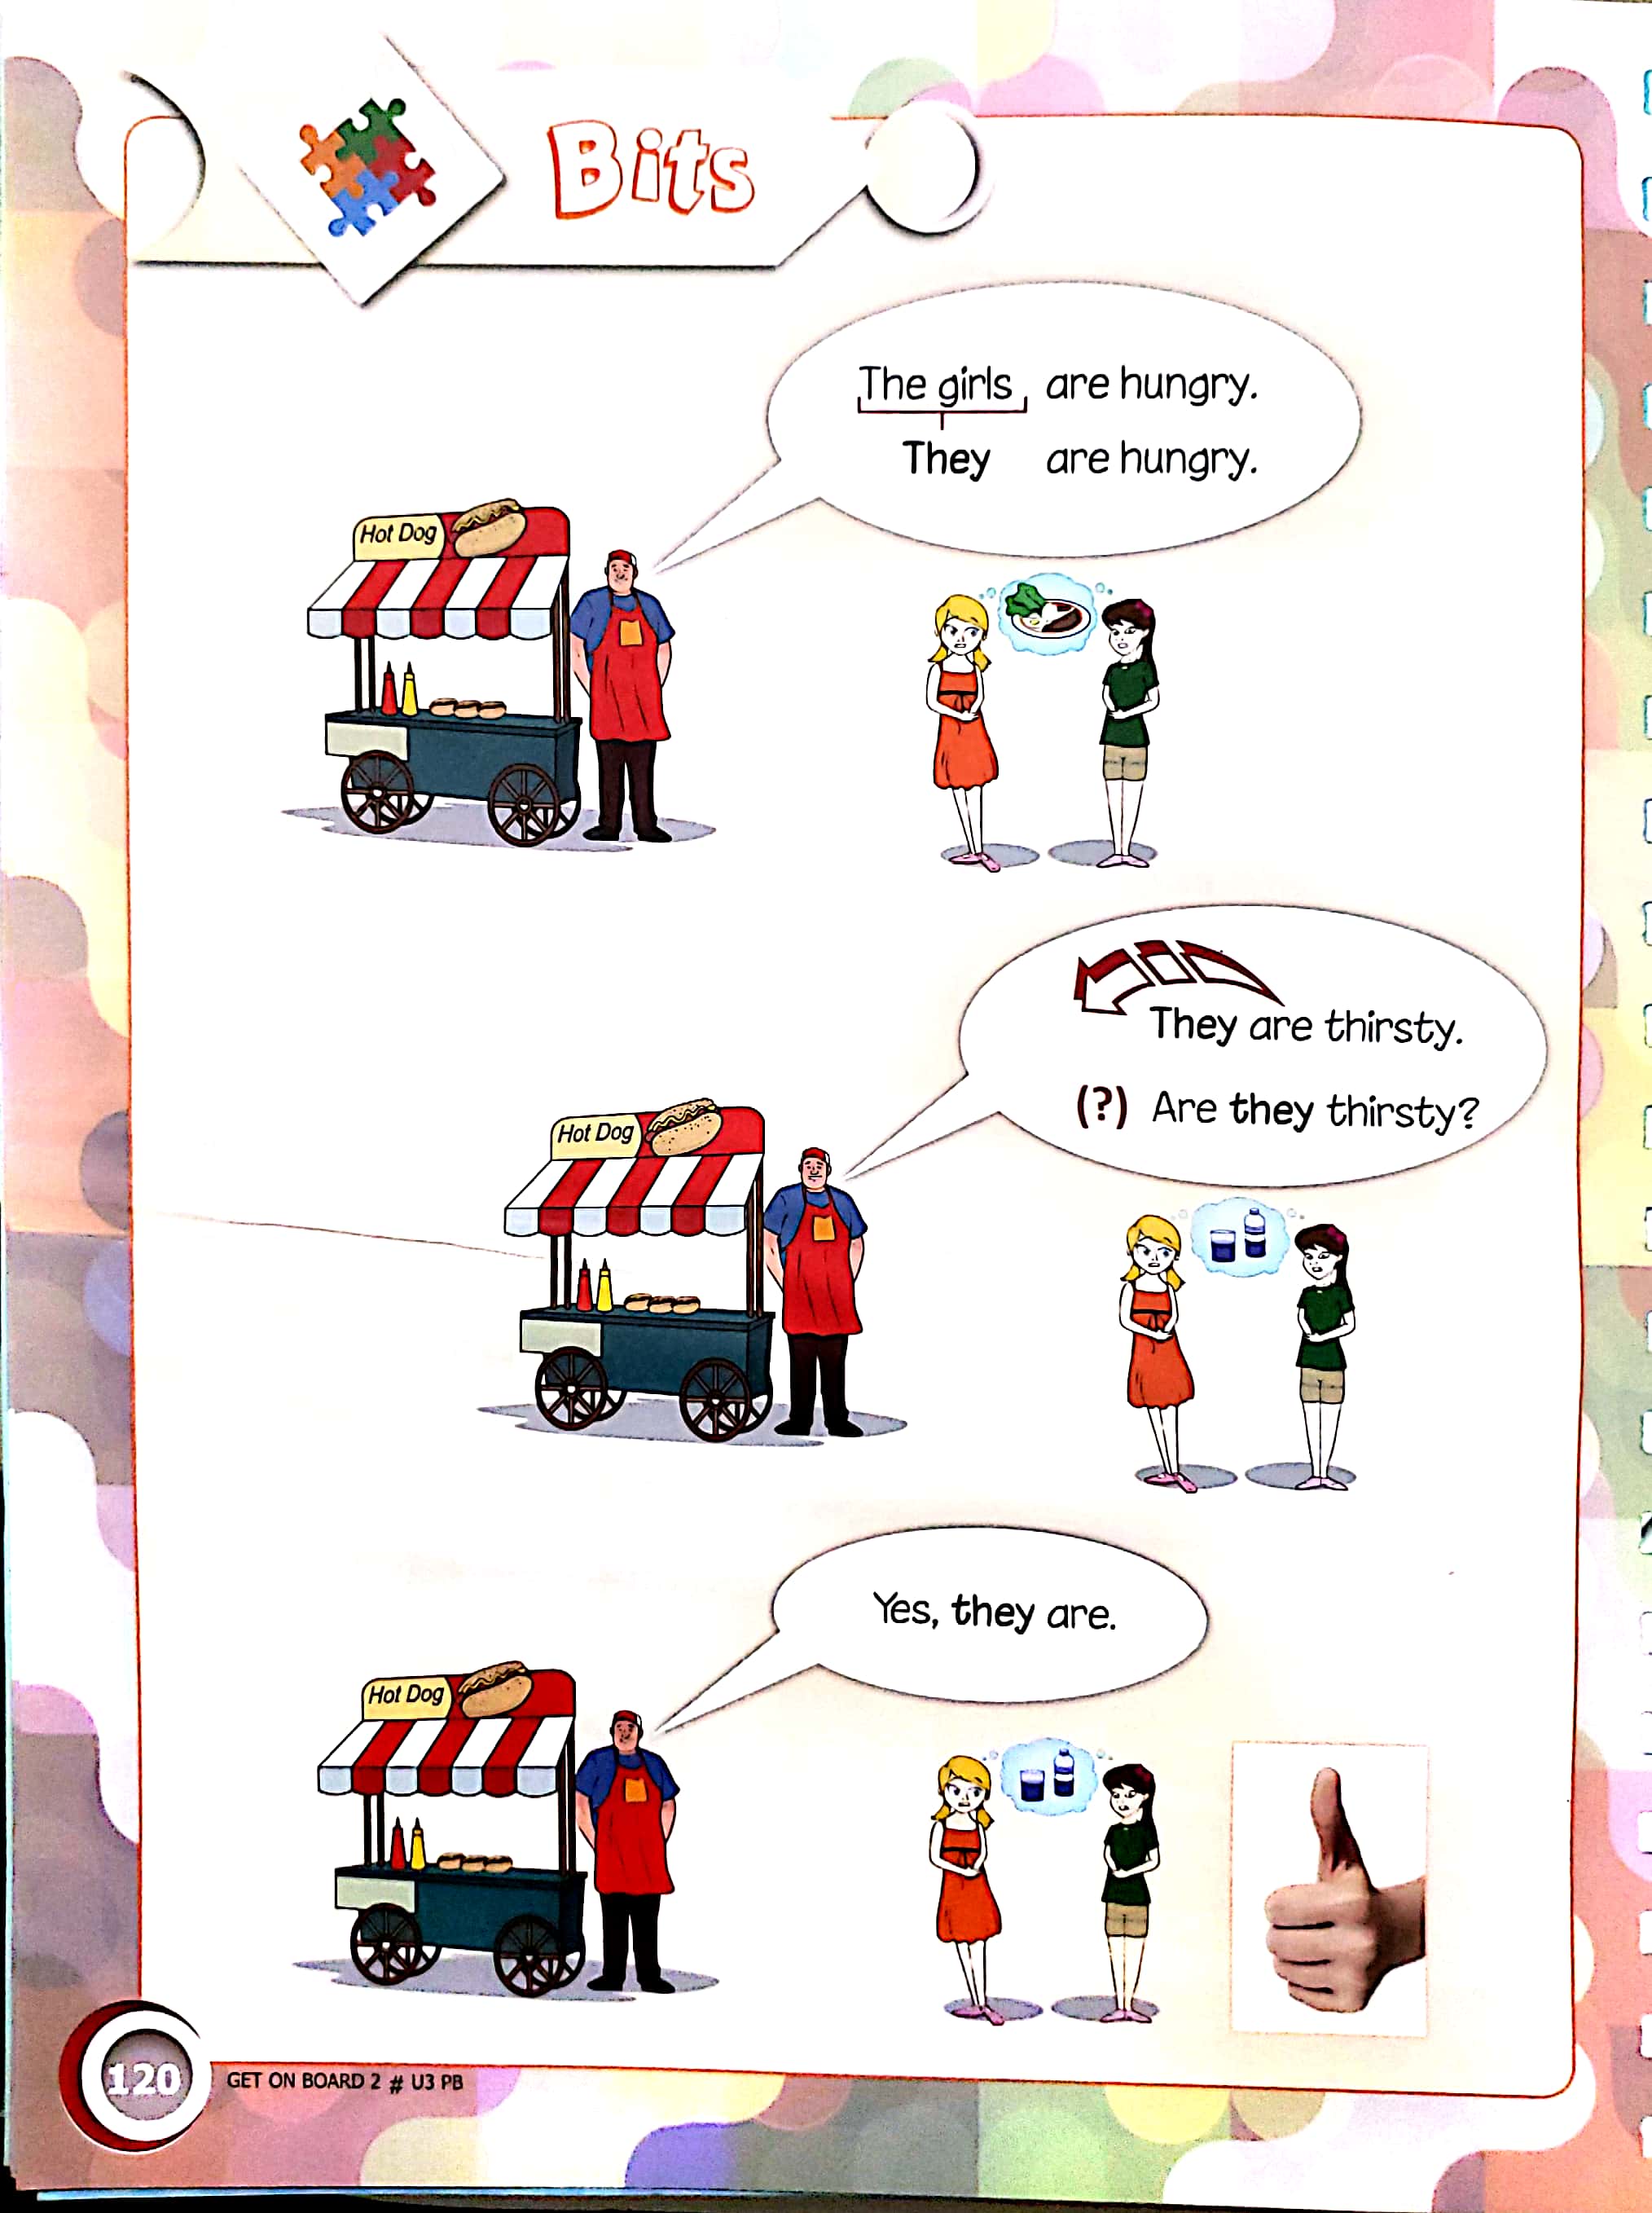 Bits
The girls are hungry.
They are hungry.
Hot Dog
They are thirsty.
(?) Are they thirsty?
Hot Dog
Yes, they are.
Hot Dog
120
GET ON BOARD 2 # U3 PB